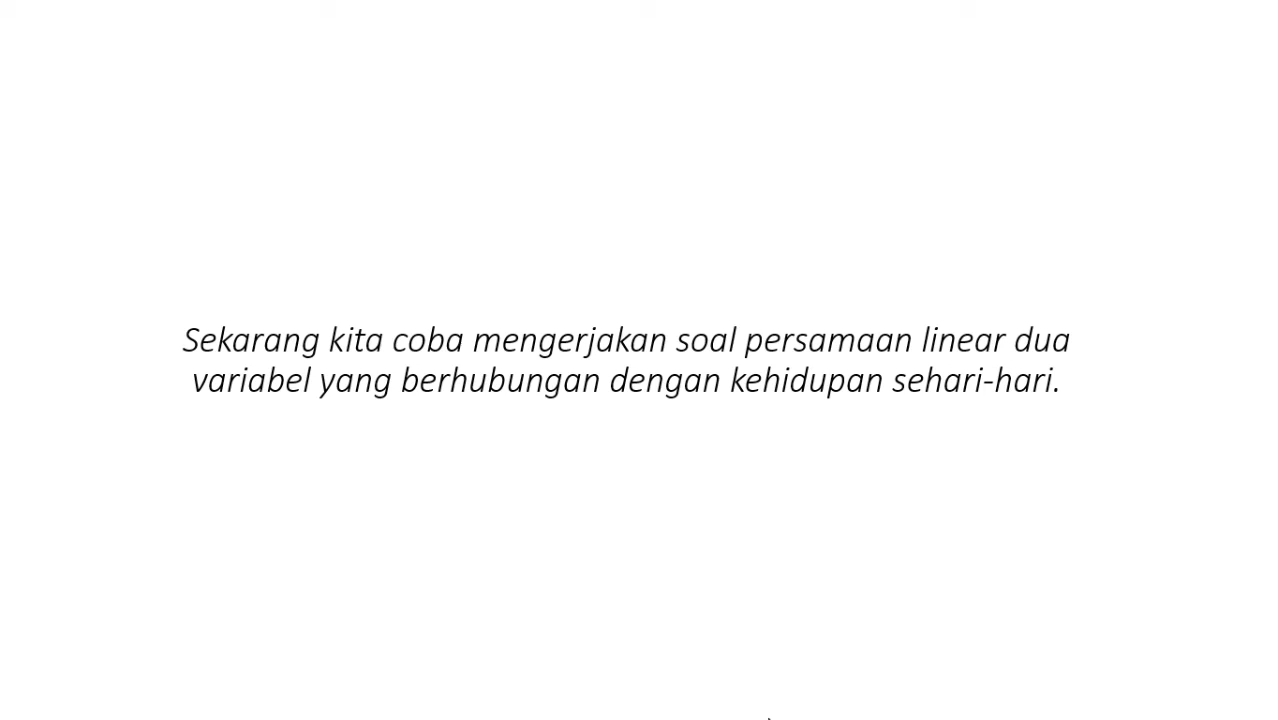 Sekarang kita coba mengerjakan soal persamaan linear dua
variabel yang berhubungan dengan kehidupan sehari-hari.